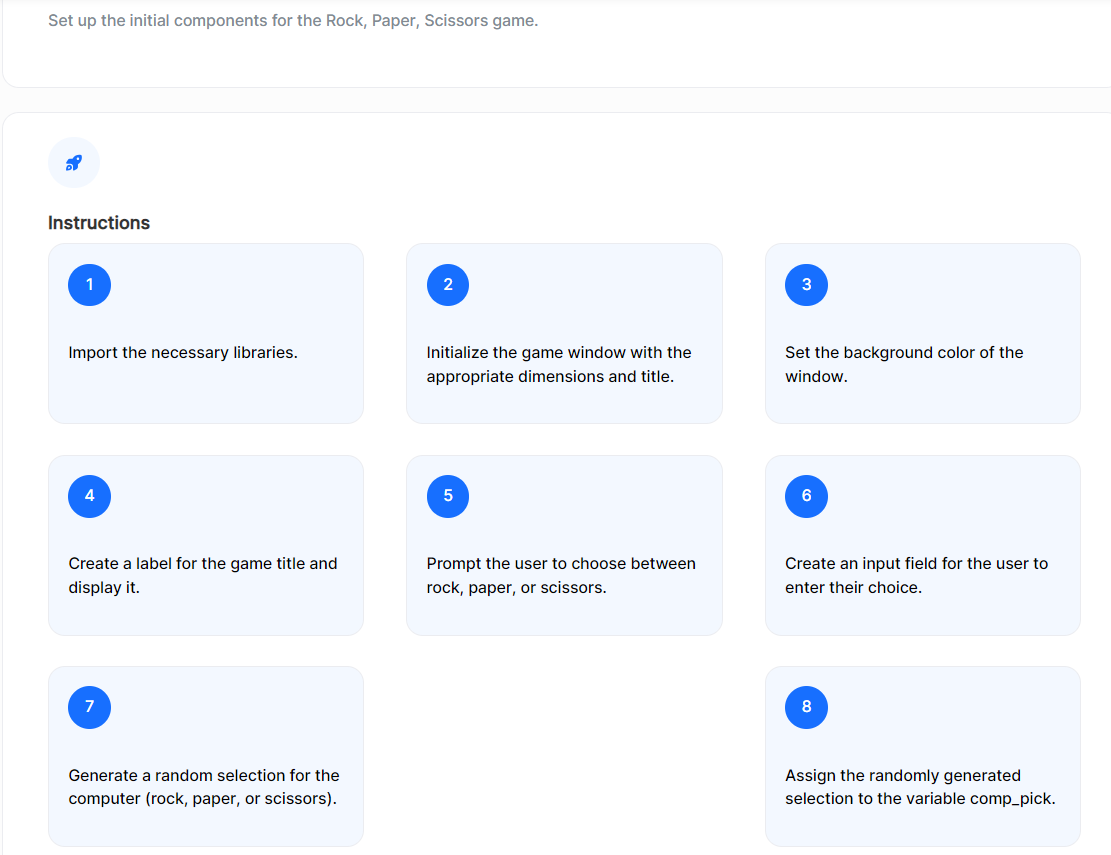 Set up the initial components for the Rock, Paper, Scissors game.
Instructions
1
Import the necessary libraries.
2
Initialize the game window with the
appropriate dimensions and title.
3
Set the background color of the
window.
4
Create a label for the game title and
display it.
5
Prompt the user to choose between
rock, paper, or scissors.
6
Create an input field for the user to
enter their choice.
7
Generate a random selection for the
computer (rock, paper, or scissors).
8
Assign the randomly generated
selection to the variable comp_pick.